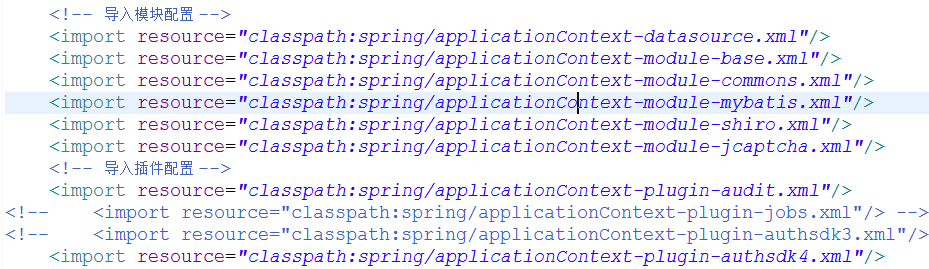 <!-- 导入模块配置 -->
<import resource="classpath:spring/applicationContext-datasource.xml"/>
<import resource="classpath:spring/applicationContext-module-base.xml"/>
<import resource="classpath:spring/applicationContext-module-commons.xml"/>
<import resource="classpath:spring/applicationContext-module-mybatis.xml"/>
<import resource="classpath:spring/applicationContext-module-shiro.xml"/>
<import resource="classpath:spring/applicationContext-module-jcaptcha.xml"/>
<!-- 导入插件配置 -->
<import resource="classpath:spring/applicationContext-plugin-audit.xml"/>
<!-- <import resource="classpath:spring/applicationContext-plugin-jobs.xml"/> -->
<!-- <import resource="classpath:spring/applicationContext-plugin-authsdk3.xml"/>
<import resource="classpath:spring/applicationContext-plugin-authsdk4.xml"/>